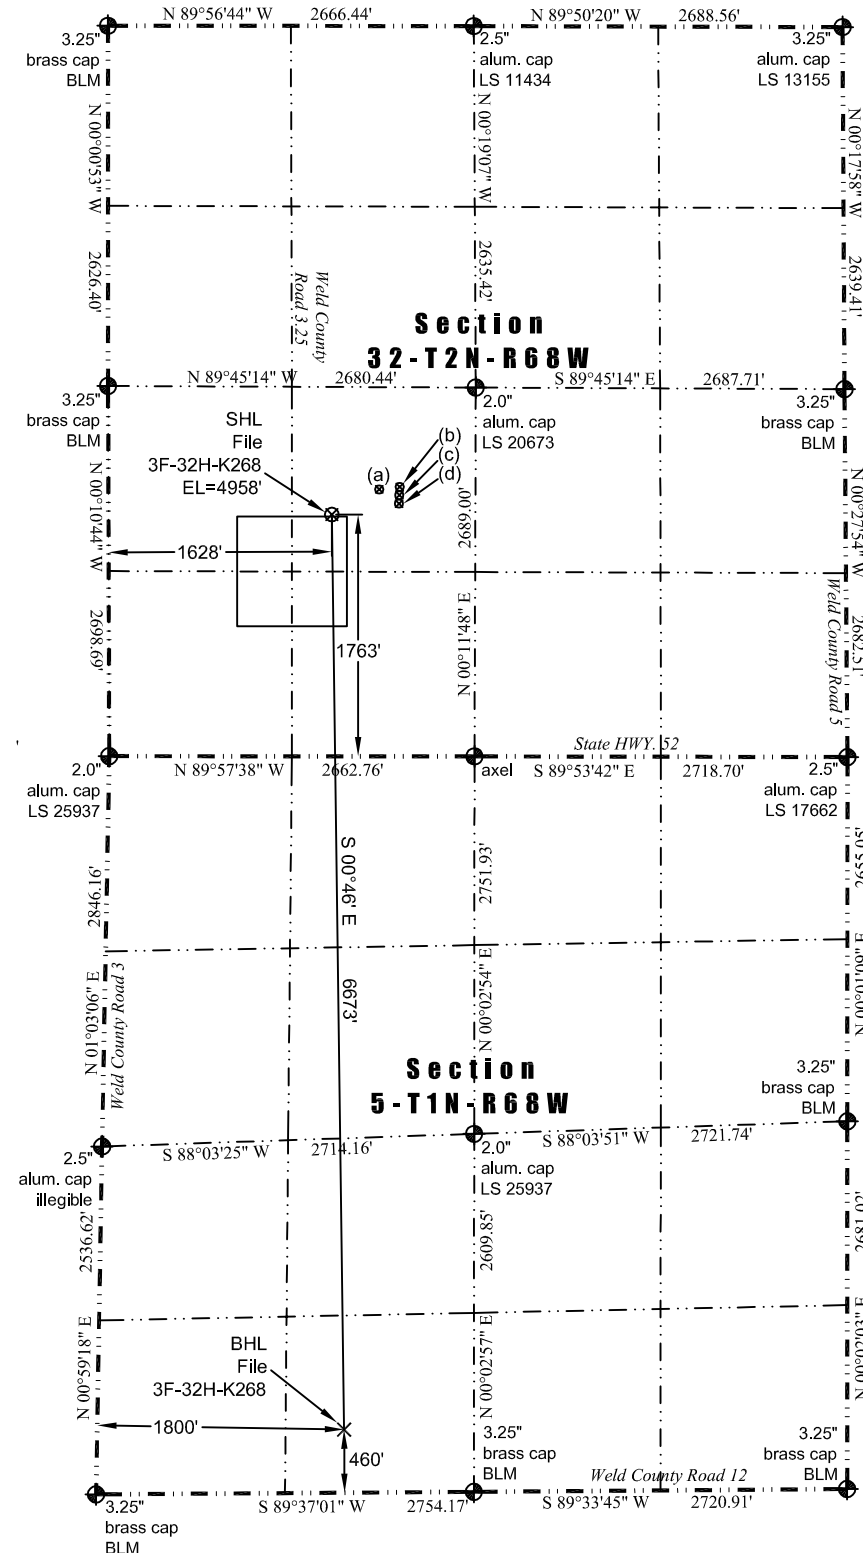 N 89°56'44" W 2666.44'
N 89°50'20" W 2688.56'
3.25"
brass cap
BLM
2.5"
alum. cap
LS 11434
3.25"
alum. cap
LS 13155
N 00°00'53" W
2626.40'
N 00°19'07" W
2635.42'
N 00°17'58" W
2639.41'
Weld County
Road 3.25
Section
32-T2N-R68W
N 89°45'14" W 2680.44'
S 89°45'14" E 2687.71'
3.25"
brass cap
BLM
2.0"
alum. cap
LS 20673
3.25"
brass cap
BLM
SHL
File
3F-32H-K268
EL=4958'
(a)
(b)
(c)
(d)
N 00°10'44" W
2698.69'
2689.00'
N 00°11'48" E
N 00°27'54" W
2682.51'
Weld County Road 5
1628'
1763'
State HWY. 52
N 89°57'38" W 2662.76'
S 89°53'42" E 2718.70'
2.0"
alum. cap
LS 25937
axel
2.5"
alum. cap
LS 17662
2846.16'
N 01°03'06" E
Weld County Road 3
S 00°46' E 6673'
2751.93'
N 00°02'54" E
Section
5-T1N-R68W
3.25"
brass cap
BLM
S 88°03'25" W 2714.16'
S 88°03'51" W 2721.74'
2.5"
alum. cap
illegible
2.0"
alum. cap
LS 25937
2536.62'
N 00°59'18" E
2609.85'
N 00°02'57" E
BHL
File
3F-32H-K268
1800'
460'
3.25"
brass cap
BLM
3.25"
brass cap
BLM
Weld County Road 12
S 89°37'01" W 2754.17'
S 89°33'45" W 2720.91'
3.25"
brass cap
BLM